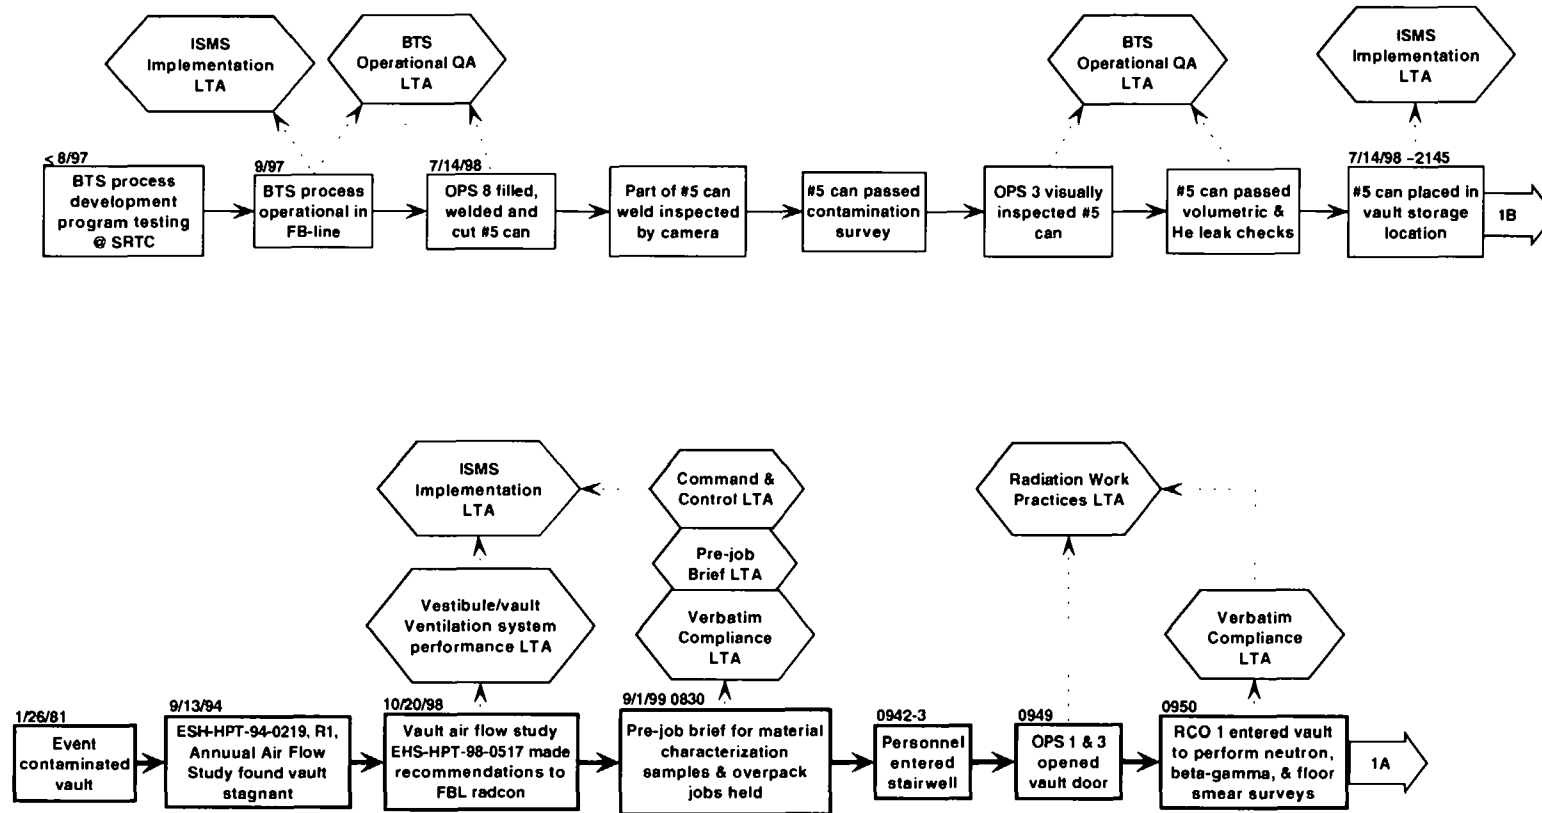 ISMS
Implementation
LTA
BTS
Operational QA
LTA
BTS
Operational QA
LTA
ISMS
Implementation
LTA
< 8/97
BTS process
development
program testing
@ SRTC
9/97
BTS process
operational in
FB-line
7/14/98
OPS 8 filled,
welded and
cut #5 can
Part of #5 can
weld inspected
by camera
#5 can passed
contamination
survey
OPS 3 visually
inspected #5
can
#5 can passed
volumetric &
He leak checks
7/14/98 ~2145
#5 can placed in
vault storage
location
1B
ISMS
Implementation
LTA
Command &
Control LTA
Pre-job
Brief LTA
Verbatim
Compliance
LTA
Vestibule/vault
Ventilation system
performance LTA
Radiation Work
Practices LTA
Verbatim
Compliance
LTA
1/26/81
Event
contaminated
vault
9/13/94
ESH-HPT-94-0219, R1,
Annuual Air Flow
Study found vault
stagnant
10/20/98
Vault air flow study
EHS-HPT-98-0517 made
recommendations to
FBL radcon
9/1/99 0830
Pre-job brief for material
characterization
samples & overpack
jobs held
0942-3
Personnel
entered
stairwell
0949
OPS 1 & 3
opened
vault door
0950
RCO 1 entered vault
to perform neutron,
beta-gamma, & floor
smear surveys
1A